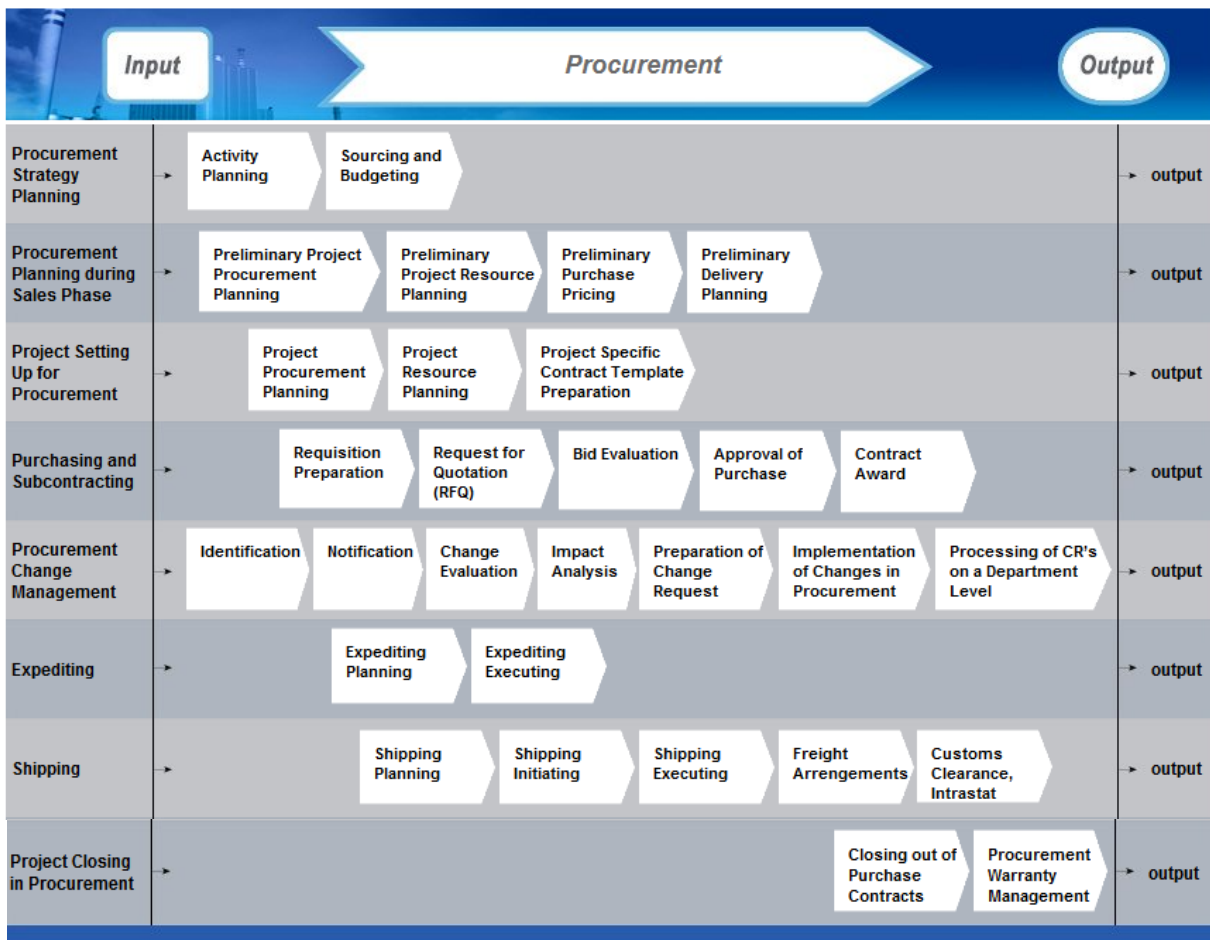 Input
Procurement
Output
Procurement
Strategy
Planning
Activity
Planning
Sourcing and
Budgeting
output
Procurement
Planning during
Sales Phase
Preliminary Project
Procurement
Planning
Preliminary
Project Resource
Planning
Preliminary
Purchase
Pricing
Preliminary
Delivery
Planning
output
Project Setting
Up for
Procurement
Project
Procurement
Planning
Project
Resource
Planning
Project Specific
Contract Template
Preparation
output
Purchasing and
Subcontracting
Requisition
Preparation
Request for
Quotation
(RFQ)
Bid Evaluation
Approval of
Purchase
Contract
Award
output
Procurement
Change
Management
Identification
Notification
Change
Evaluation
Impact
Analysis
Preparation of
Change
Request
Implementation
of Changes in
Procurement
Processing of CR's
on a Department
Level
output
Expediting
Expediting
Planning
Expediting
Executing
output
Shipping
Shipping
Planning
Shipping
Initiating
Shipping
Executing
Freight
Arrengements
Customs
Clearance,
Intrastat
output
Project Closing
in Procurement
Closing out of
Purchase
Contracts
Procurement
Warranty
Management
output